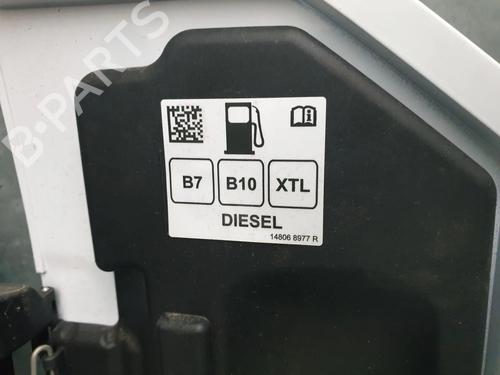 B7 B10 XTL
DIESEL
14806 8977 R
B-PARTS